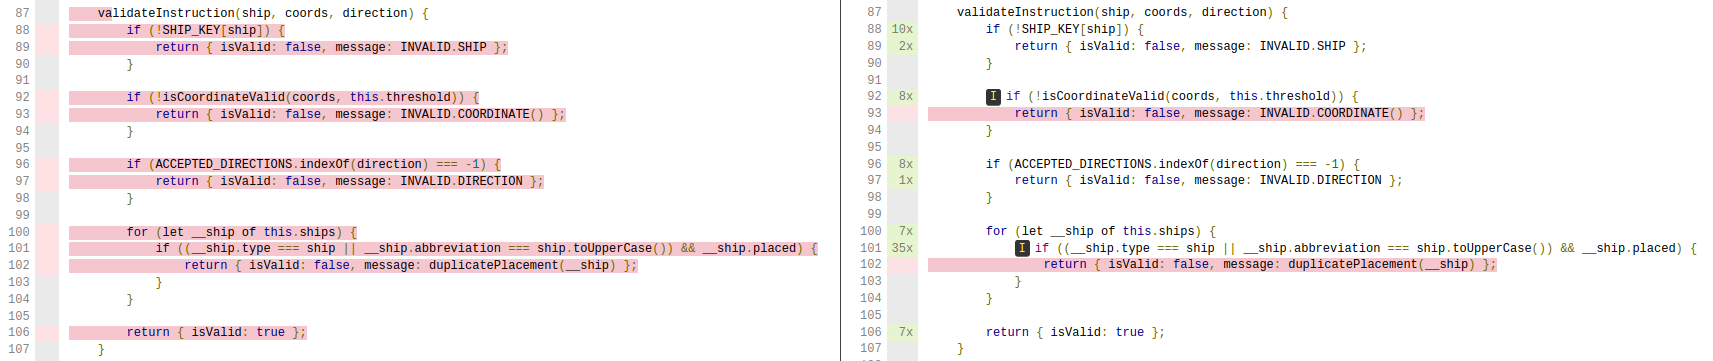 87 validateInstruction(ship, coords, direction) {
88 if (!SHIP_KEY[ship]) {
89 return { isValid: false, message: INVALID.SHIP };
90 }
91
92 if (!isCoordinateValid(coords, this.threshold)) {
93 return { isValid: false, message: INVALID.COORDINATE() };
94 }
95
96 if (ACCEPTED_DIRECTIONS.indexOf(direction) === -1) {
97 return { isValid: false, message: INVALID.DIRECTION };
98 }
99
100 for (let __ship of this.ships) {
101 if ((__ship.type === ship || __ship.abbreviation === ship.toUpperCase()) && __ship.placed) {
102 return { isValid: false, message: duplicatePlacement(__ship) };
103 }
104 }
105
106 return { isValid: true };
107 }
87 validateInstruction(ship, coords, direction) {
88 10x if (!SHIP_KEY[ship]) {
89 2x return { isValid: false, message: INVALID.SHIP };
90 }
91
92 8x I if (!isCoordinateValid(coords, this.threshold)) {
93 return { isValid: false, message: INVALID.COORDINATE() };
94 }
95
96 8x if (ACCEPTED_DIRECTIONS.indexOf(direction) === -1) {
97 1x return { isValid: false, message: INVALID.DIRECTION };
98 }
99
100 7x for (let __ship of this.ships) {
101 35x I if ((__ship.type === ship || __ship.abbreviation === ship.toUpperCase()) && __ship.placed) {
102 return { isValid: false, message: duplicatePlacement(__ship) };
103 }
104 }
105
106 7x return { isValid: true };
107 }